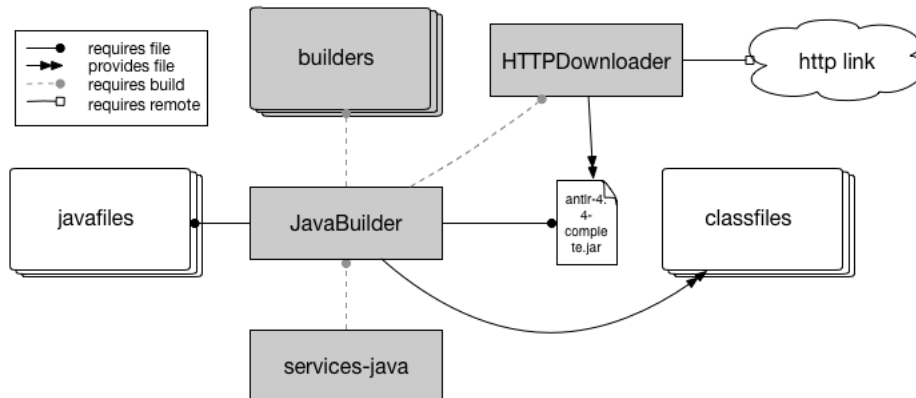 requires file
provides file
requires build
requires remote
builders
HTTPDownloader
http link
javafiles
JavaBuilder
antlr-4.
4-
comple
te.jar
classfiles
services-java